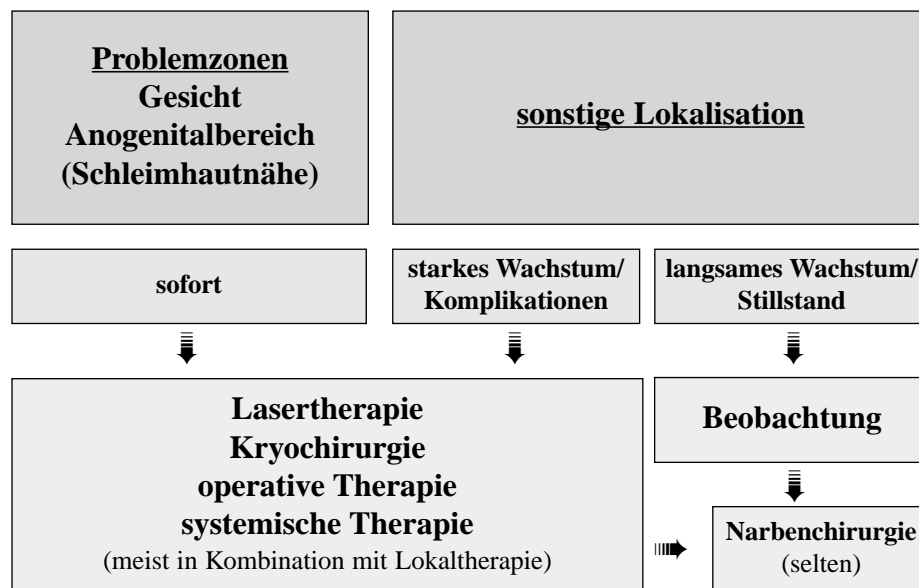 Problemzonen
Gesicht
Anogenitalbereich
(Schleimhautnähe)
sonstige Lokalisation
sofort
starkes Wachstum/
Komplikationen
langsames Wachstum/
Stillstand
Lasertherapie
Kryochirurgie
operative Therapie
systemische Therapie
(meist in Kombination mit Lokaltherapie)
Beobachtung
Narbenchirurgie
(selten)